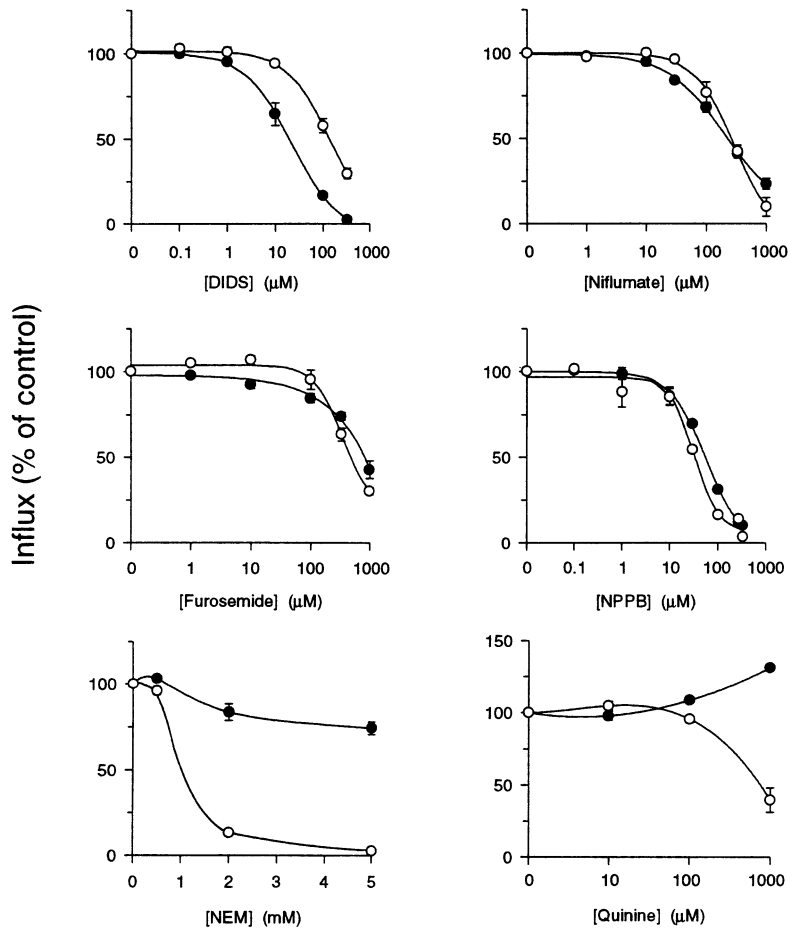 100
50
0
0 0.1 1 10 100 1000
[DIDS] (μM)
100
50
0
0 1 10 100 1000
[Niflumate] (μM)
Influx (% of control)
100
50
0
0 1 10 100 1000
[Furosemide] (μM)
100
50
0
0 0.1 1 10 100 1000
[NPPB] (μM)
100
50
0
0 1 2 3 4 5
[NEM] (mM)
150
100
50
0
0 10 100 1000
[Quinine] (μM)